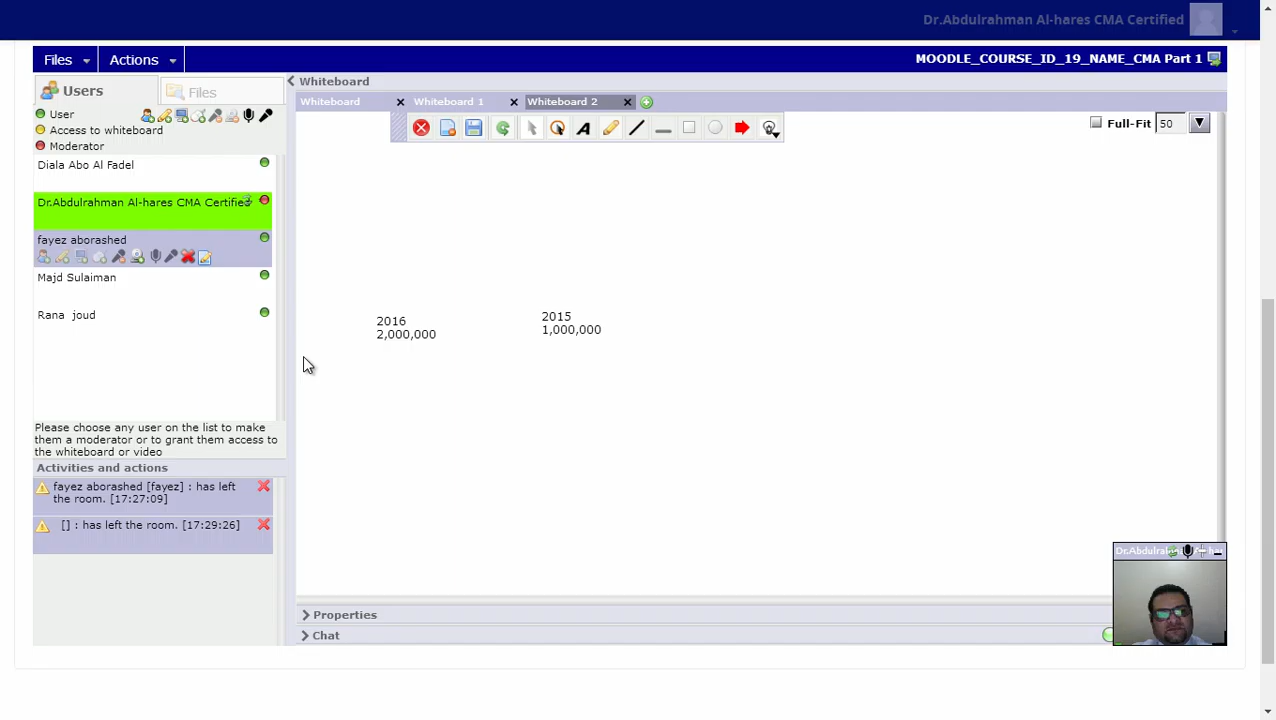 Dr.Abdulrahman Al-hares CMA Certified
Files
Actions
MOODLE_COURSE_ID_19_NAME_CMA Part 1
Users
Files
User
Access to whiteboard
Moderator
Diala Abo Al Fadel
Dr.Abdulrahman Al-hares CMA Certified
fayez aborashed
Majd Sulaiman
Rana joud
Please choose any user on the list to make
them a moderator or to grant them access to
the whiteboard or video
Activities and actions
fayez aborashed [fayez] : has left
the room. [17:27:09]
[] : has left the room. [17:29:26]
Whiteboard
Whiteboard
Whiteboard 1
Whiteboard 2
A
Full-Fit
50
2016
2,000,000
2015
1,000,000
Properties
Chat